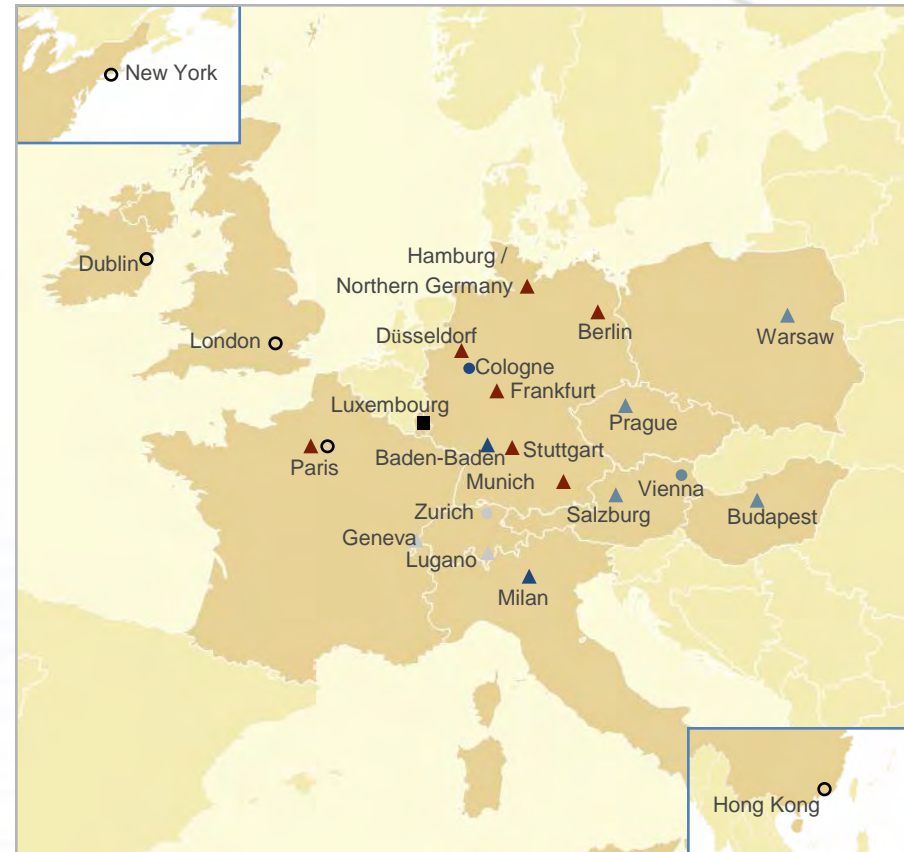 New York
Dublin
London
Hamburg /
Northern Germany
Berlin
Warsaw
Düsseldorf
Cologne
Frankfurt
Luxembourg
Prague
Paris
Baden-Baden
Stuttgart
Munich
Vienna
Salzburg
Budapest
Zurich
Geneva
Lugano
Milan
Hong Kong